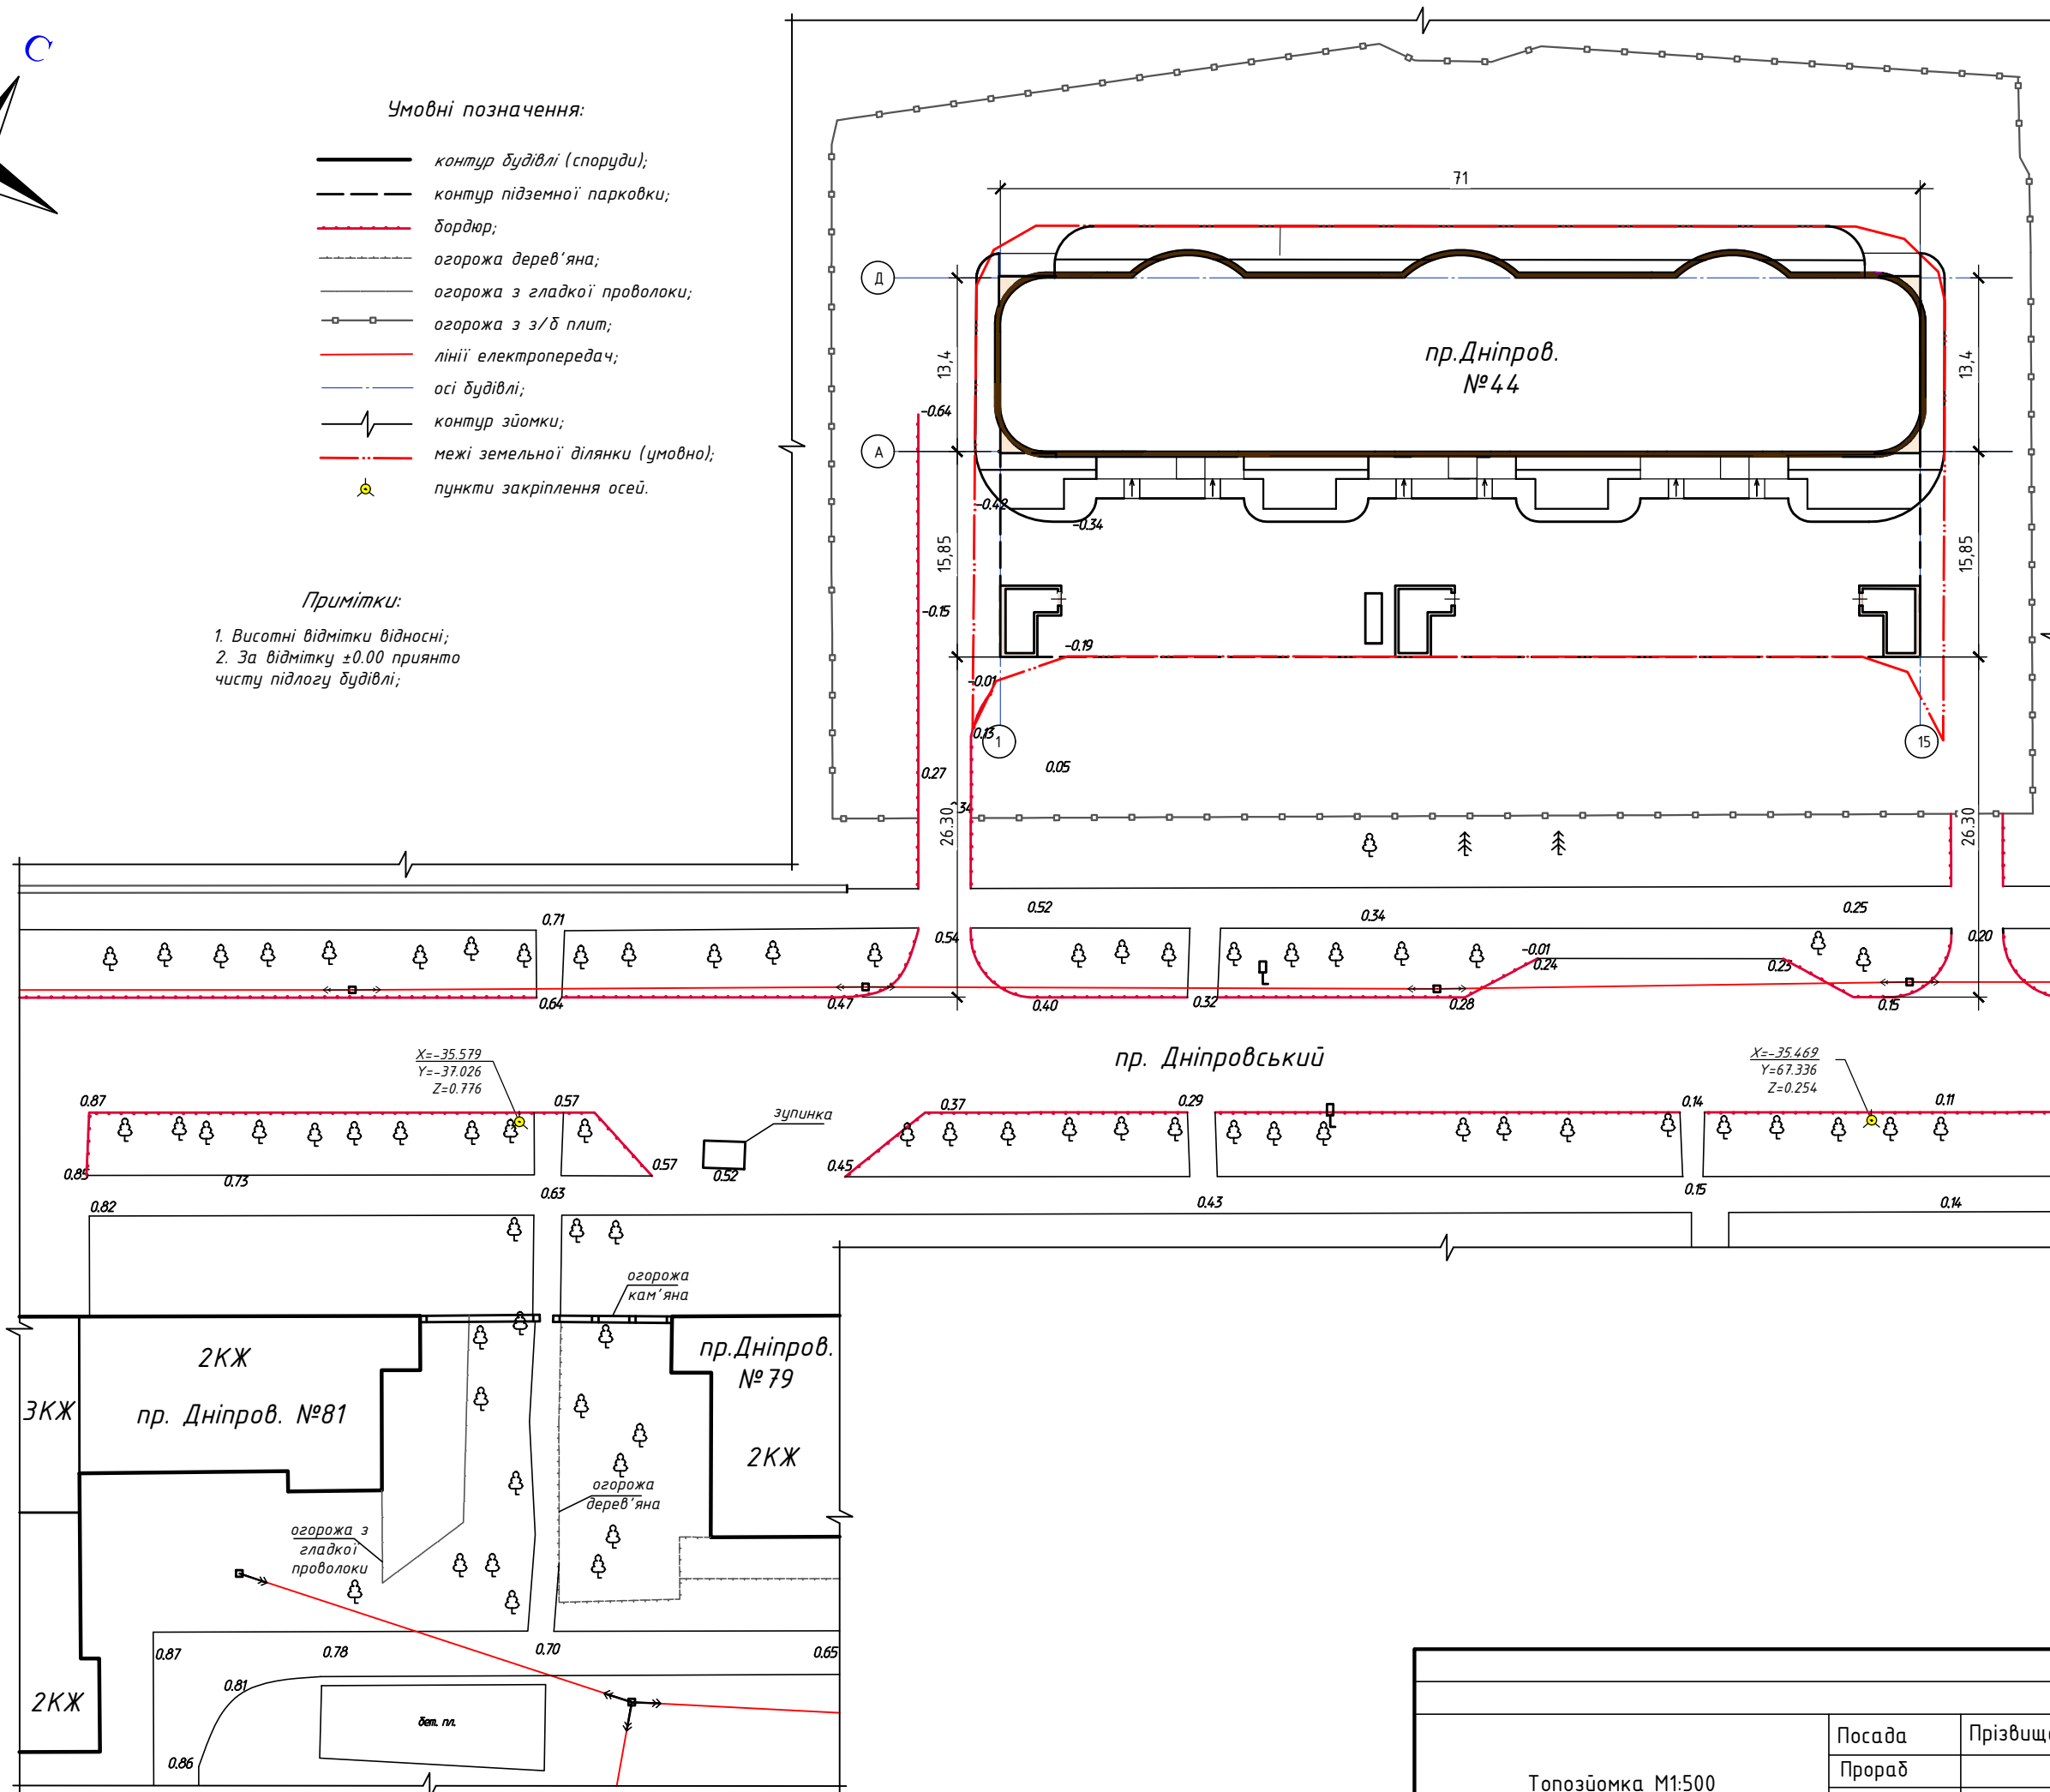 С
Умовні позначення:
контур будівлі (споруди);
контур підземної парковки;
бордюр;
огорожа дерев'яна;
огорожа з гладкої проволоки;
огорожа з з/б плит;
лінії електропередач;
осі будівлі;
контур зйомки;
межі земельної ділянки (умовно);
пункти закріплення осей.
Примітки:
1. Висотні відмітки відносні;
2. За відмітку ±0.00 приянто
чисту підлогу будівлі;
71
Д
А
13,4
13,4
пр.Дніпров.
№44
-0.64
-0.42
-0.34
15,85
15,85
-0.15
-0.19
-0.01
0.13
1
15
0.27
0.05
26.30
26.30
0.71
0.52
0.34
0.25
0.54
-0.01
0.24
0.23
0.20
0.64
0.47
0.40
0.32
0.28
0.15
пр. Дніпровський
X=-35.579
Y=-37.026
Z=0.776
X=-35.469
Y=67.336
Z=0.254
0.87
0.57
зупинка
0.37
0.29
0.14
0.11
0.85
0.73
0.57
0.52
0.45
0.63
0.43
0.15
0.14
0.82
огорожа
кам'яна
2КЖ
пр. Дніпров. №81
3КЖ
пр.Дніпров.
№79
2КЖ
огорожа
дерев'яна
огорожа з
гладкої
проволоки
0.87
0.78
0.70
0.65
0.81
2КЖ
бет. пл.
0.86
Посада
Прізвищ
Прораб
Топозйомка М1:500